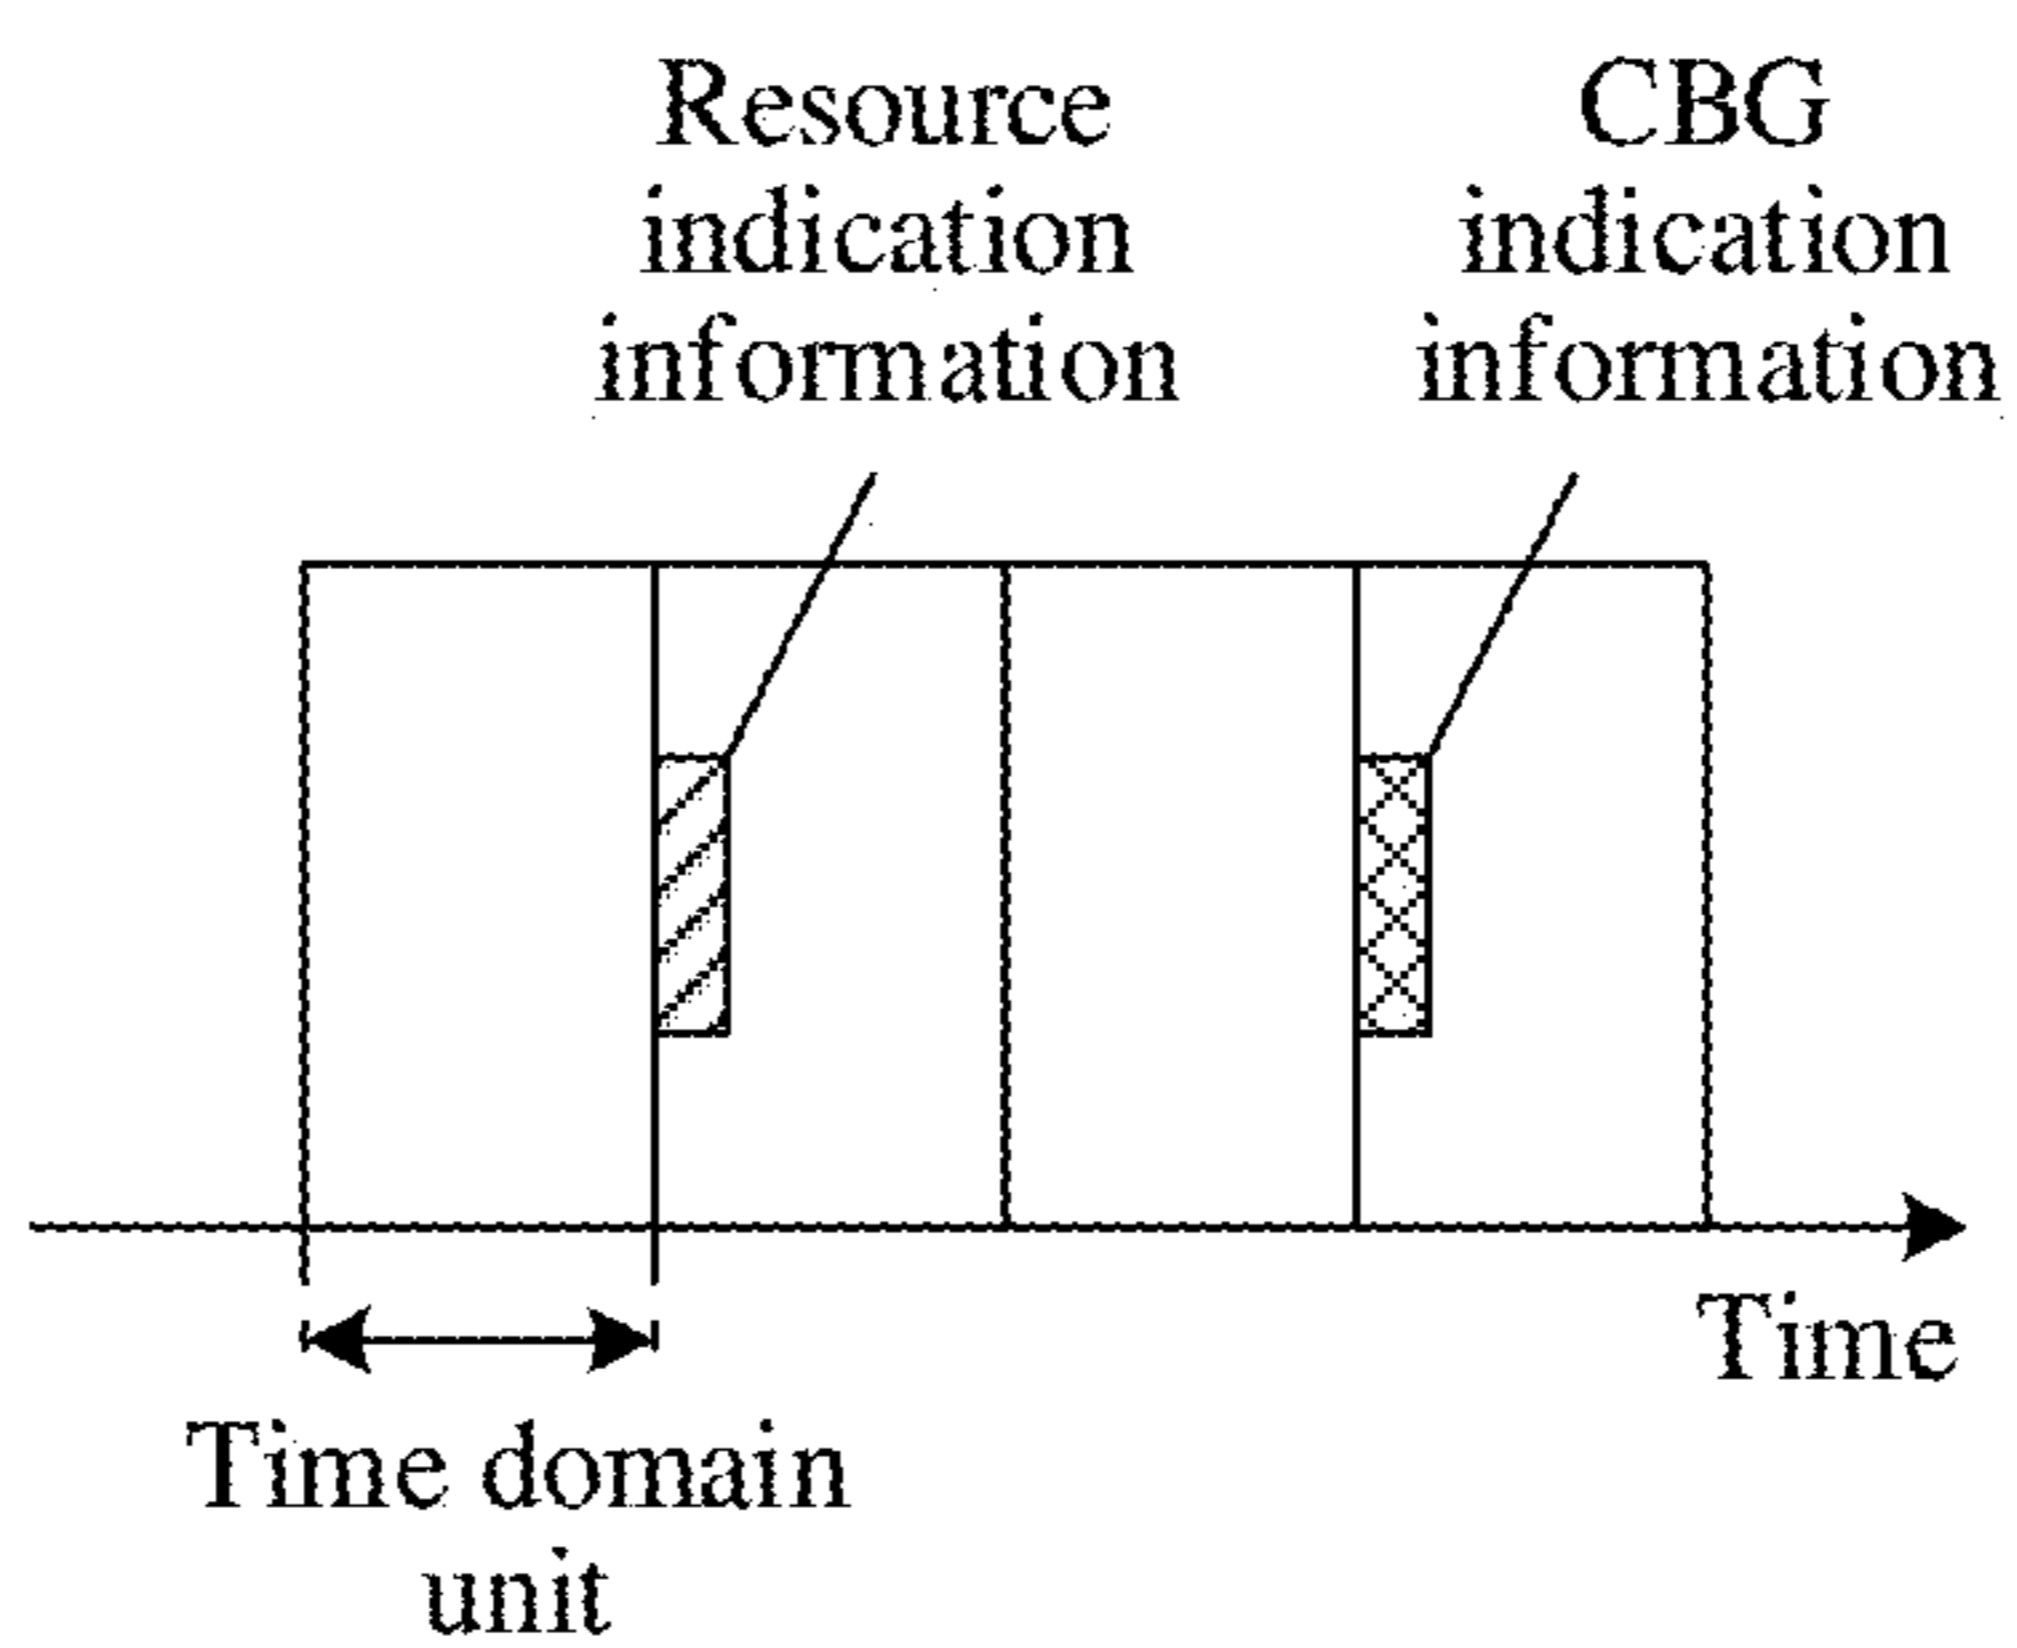 Resource
indication
information
CBG
indication
information
Time
Time domain
unit